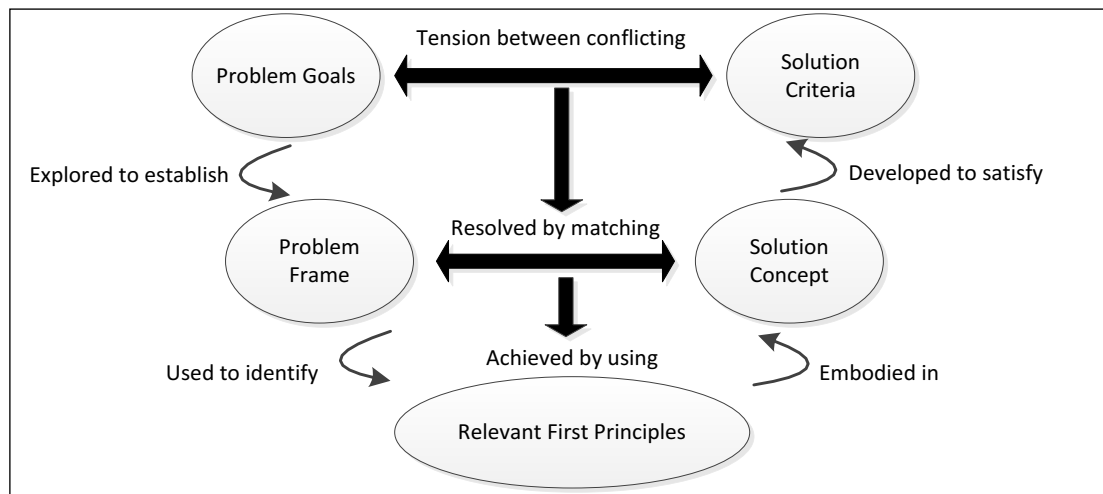 Tension between conflicting
Problem Goals
Solution
Criteria
Explored to establish
Developed to satisfy
Resolved by matching
Problem
Frame
Solution
Concept
Achieved by using
Used to identify
Embodied in
Relevant First Principles